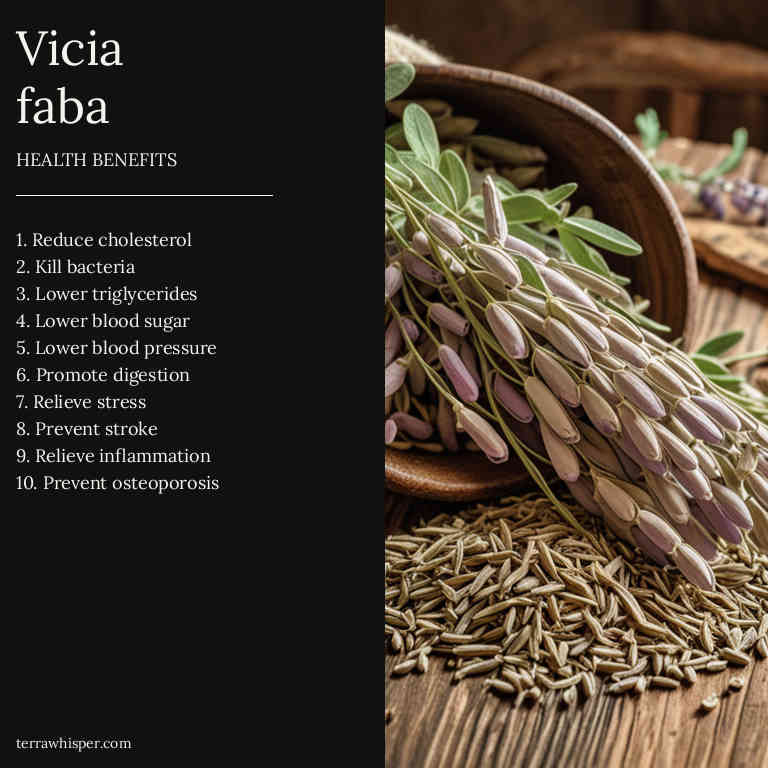 Vicia
faba
HEALTH BENEFITS
1. Reduce cholesterol
2. Kill bacteria
3. Lower triglycerides
4. Lower blood sugar
5. Lower blood pressure
6. Promote digestion
7. Relieve stress
8. Prevent stroke
9. Relieve inflammation
10. Prevent osteoporosis
terrawhisper.com